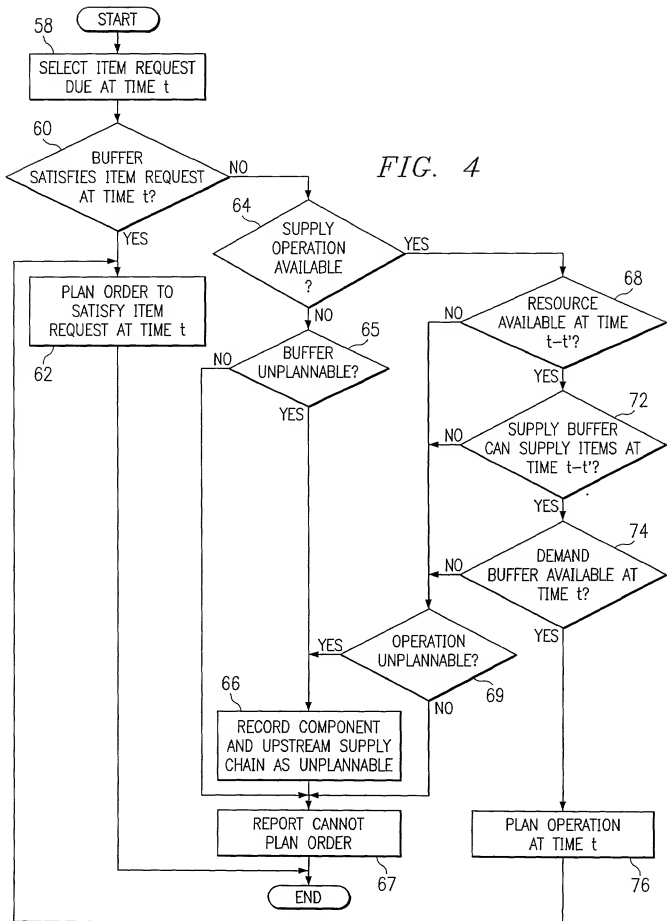 START
58
SELECT ITEM REQUEST
DUE AT TIME t
60
BUFFER
SATISFIES ITEM REQUEST
AT TIME t?
NO
YES
FIG. 4
64
SUPPLY
OPERATION
AVAILABLE
?
YES
NO
PLAN ORDER TO
SATISFY ITEM
REQUEST AT TIME t
62
65
BUFFER
UNPLANNABLE?
NO
YES
68
RESOURCE
AVAILABLE AT TIME
t-t'?
NO
YES
72
SUPPLY BUFFER
CAN SUPPLY ITEMS AT
TIME t-t'?
NO
YES
74
DEMAND
BUFFER AVAILABLE AT
TIME t?
NO
YES
OPERATION
UNPLANNABLE?
YES
69
NO
66
RECORD COMPONENT
AND UPSTREAM SUPPLY
CHAIN AS UNPLANNABLE
REPORT CANNOT
PLAN ORDER
67
PLAN OPERATION
AT TIME t
76
END